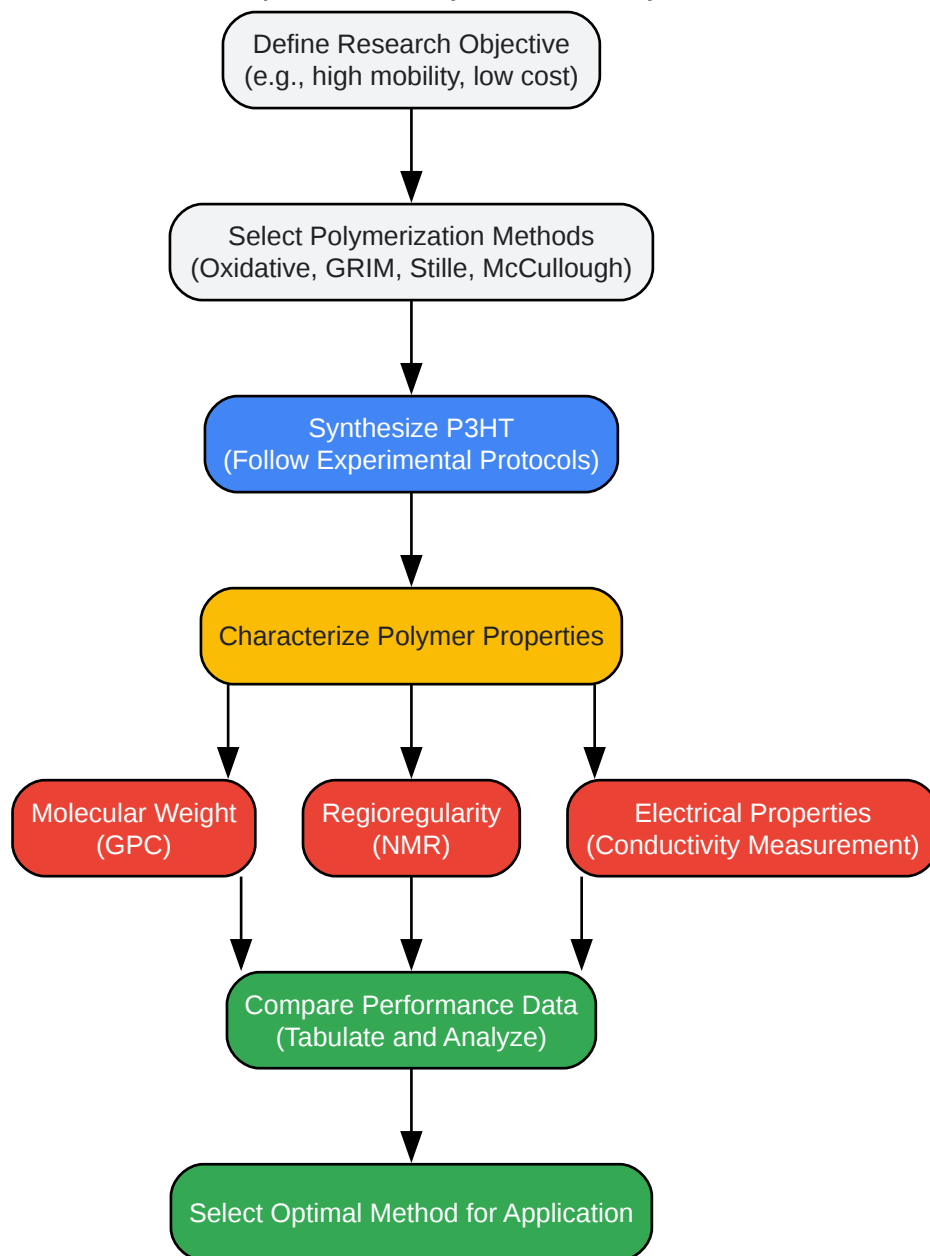 Define Research Objective
(e.g., high mobility, low cost)
Select Polymerization Methods
(Oxidative, GRIM, Stille, McCullough)
Synthesize P3HT
(Follow Experimental Protocols)
Characterize Polymer Properties
Molecular Weight
(GPC)
Regioregularity
(NMR)
Electrical Properties
(Conductivity Measurement)
Compare Performance Data
(Tabulate and Analyze)
Select Optimal Method for Application